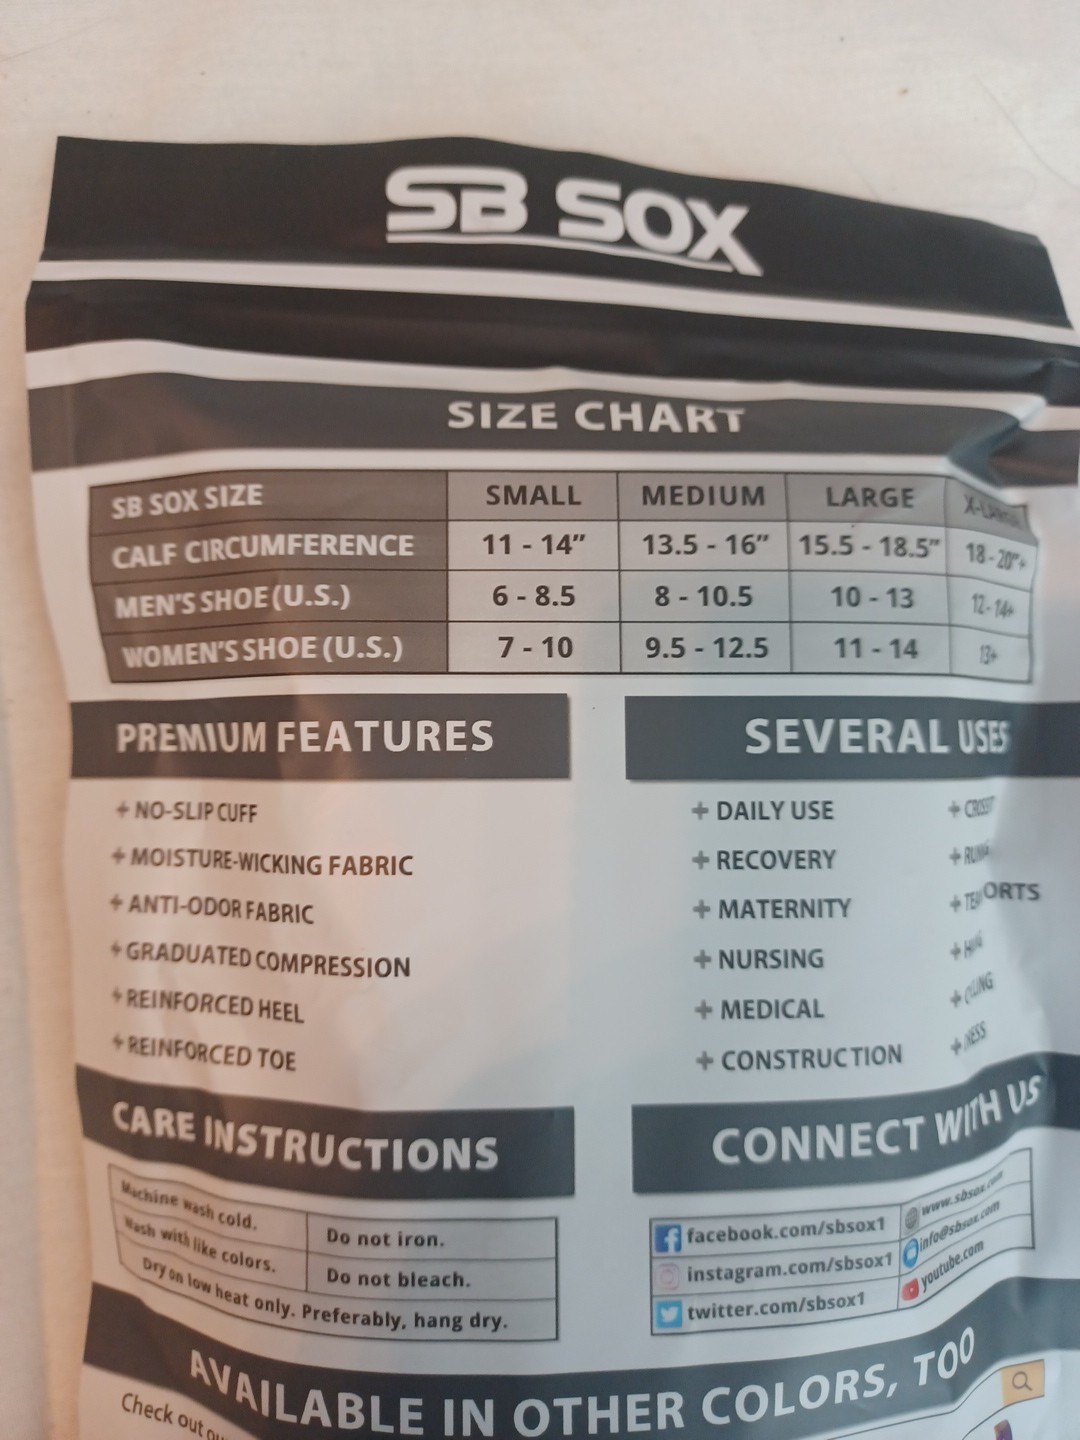 SB SOX
SIZE CHART
SB SOX SIZE SMALL MEDIUM LARGE X-LARGE
CALF CIRCUMFERENCE 11 - 14" 13.5 - 16" 15.5 - 18.5" 18 - 20"+
MEN'S SHOE (U.S.) 6 - 8.5 8 - 10.5 10 - 13 12 - 14+
WOMEN'S SHOE (U.S.) 7 - 10 9.5 - 12.5 11 - 14 13+
PREMIUM FEATURES
+ NO-SLIP CUFF
+ MOISTURE-WICKING FABRIC
+ ANTI-ODOR FABRIC
+ GRADUATED COMPRESSION
+ REINFORCED HEEL
+ REINFORCED TOE
SEVERAL USES
+ DAILY USE
+ RECOVERY
+ MATERNITY
+ NURSING
+ MEDICAL
+ CONSTRUCTION
CARE INSTRUCTIONS
Machine wash cold.
Wash with like colors.
Do not iron.
Do not bleach.
Dry on low heat only. Preferably, hang dry.
CONNECT WITH US
facebook.com/sbsox1
instagram.com/sbsox1
twitter.com/sbsox1
www.sbsox.com
info@sbsox.com
youtube.com
AVAILABLE IN OTHER COLORS, TOO
Check out